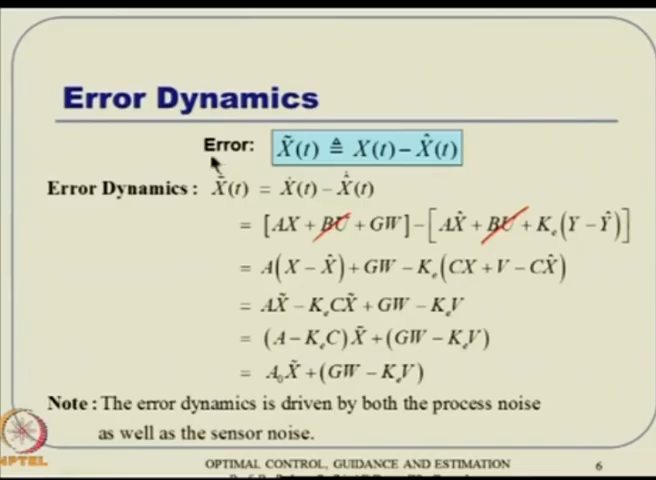 Error Dynamics
Error: X̃(t) ≜ X(t) − X̂(t)
Error Dynamics : X̃̇(t) = Ẋ(t) − X̂̇(t)
= [AX + BU + GW] − [AX̂ + BU + Kₑ(Y − Ŷ)]
= A(X − X̂) + GW − Kₑ(CX + V − CX̂)
= AX̃ − KₑCX̃ + GW − KₑV
= (A − KₑC)X̃ + (GW − KₑV)
= A₀X̃ + (GW − KₑV)
Note : The error dynamics is driven by both the process noise
as well as the sensor noise.
NPTEL
OPTIMAL CONTROL, GUIDANCE AND ESTIMATION
6